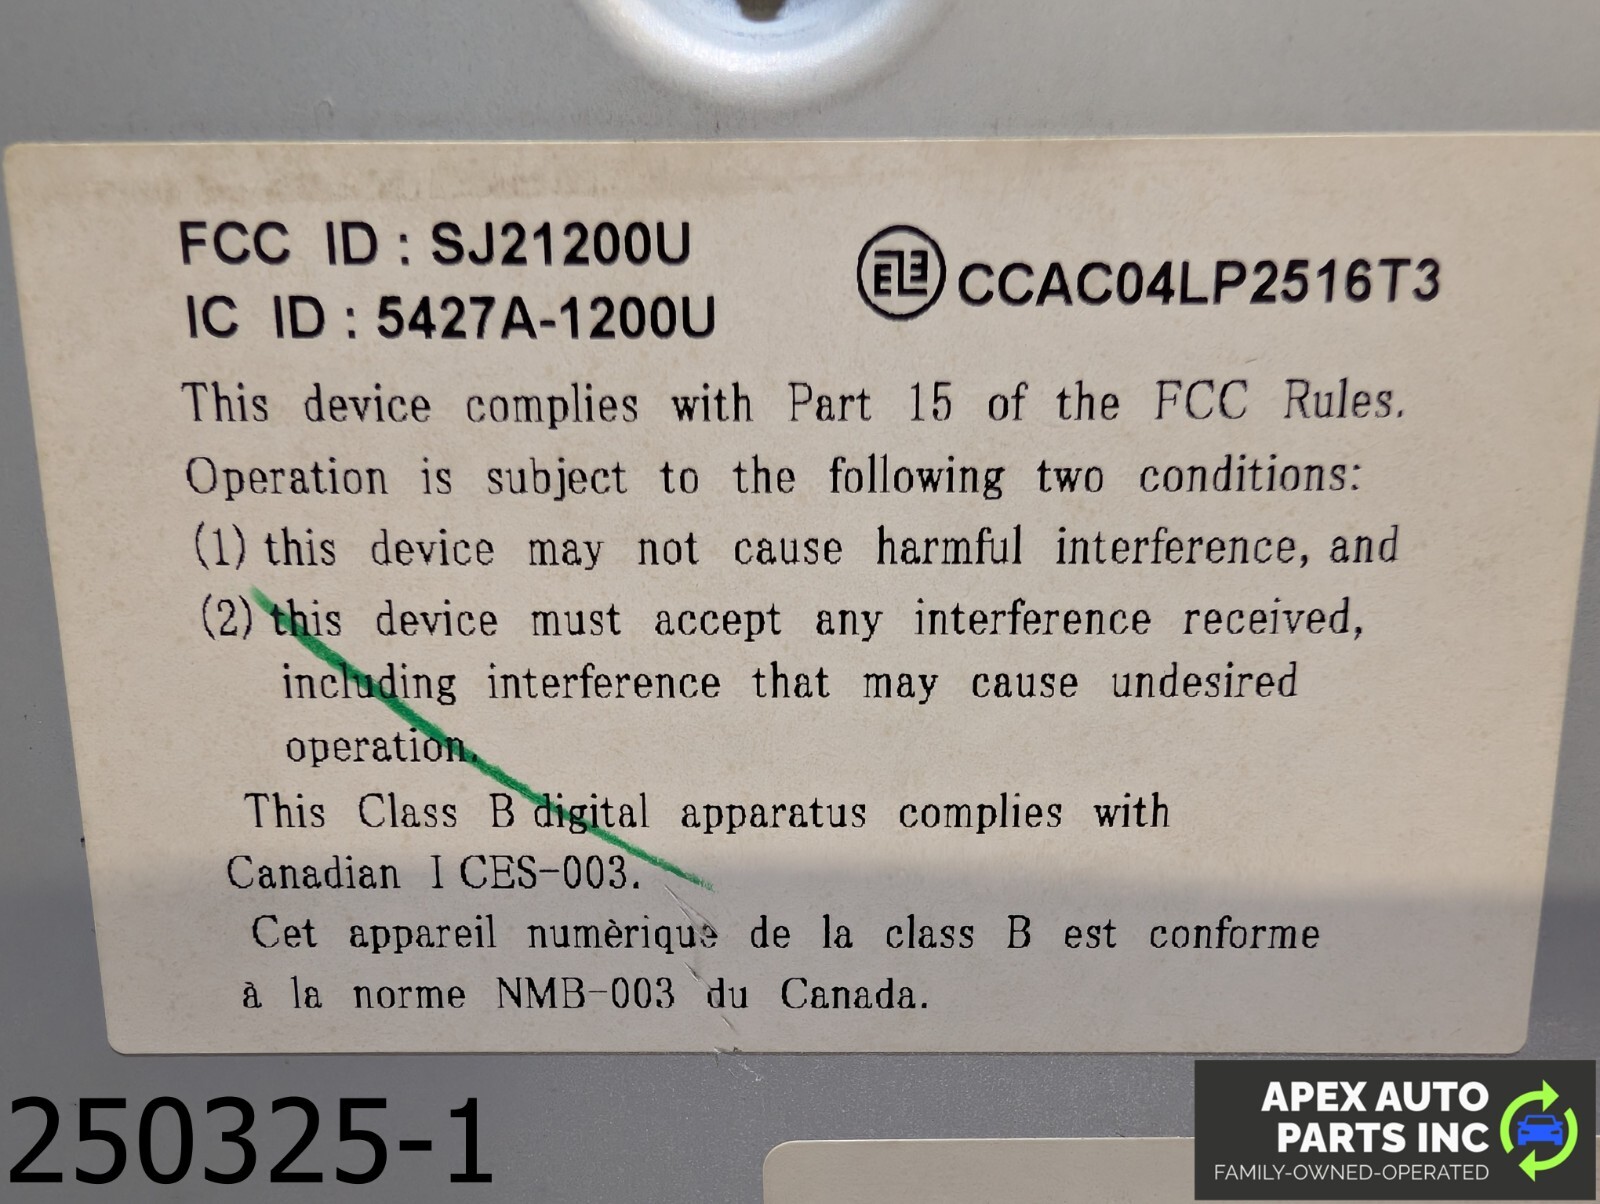 FCC ID : SJ21200U
IC ID : 5427A-1200U
CCAC04LP2516T3
This device complies with Part 15 of the FCC Rules.
Operation is subject to the following two conditions:
(1) this device may not cause harmful interference, and
(2) this device must accept any interference received,
including interference that may cause undesired
operation.
This Class B digital apparatus complies with
Canadian I CES-003.
Cet appareil numèrique de la class B est conforme
à la norme NMB-003 du Canada.
250325-1
APEX AUTO
PARTS INC
FAMILY-OWNED-OPERATED